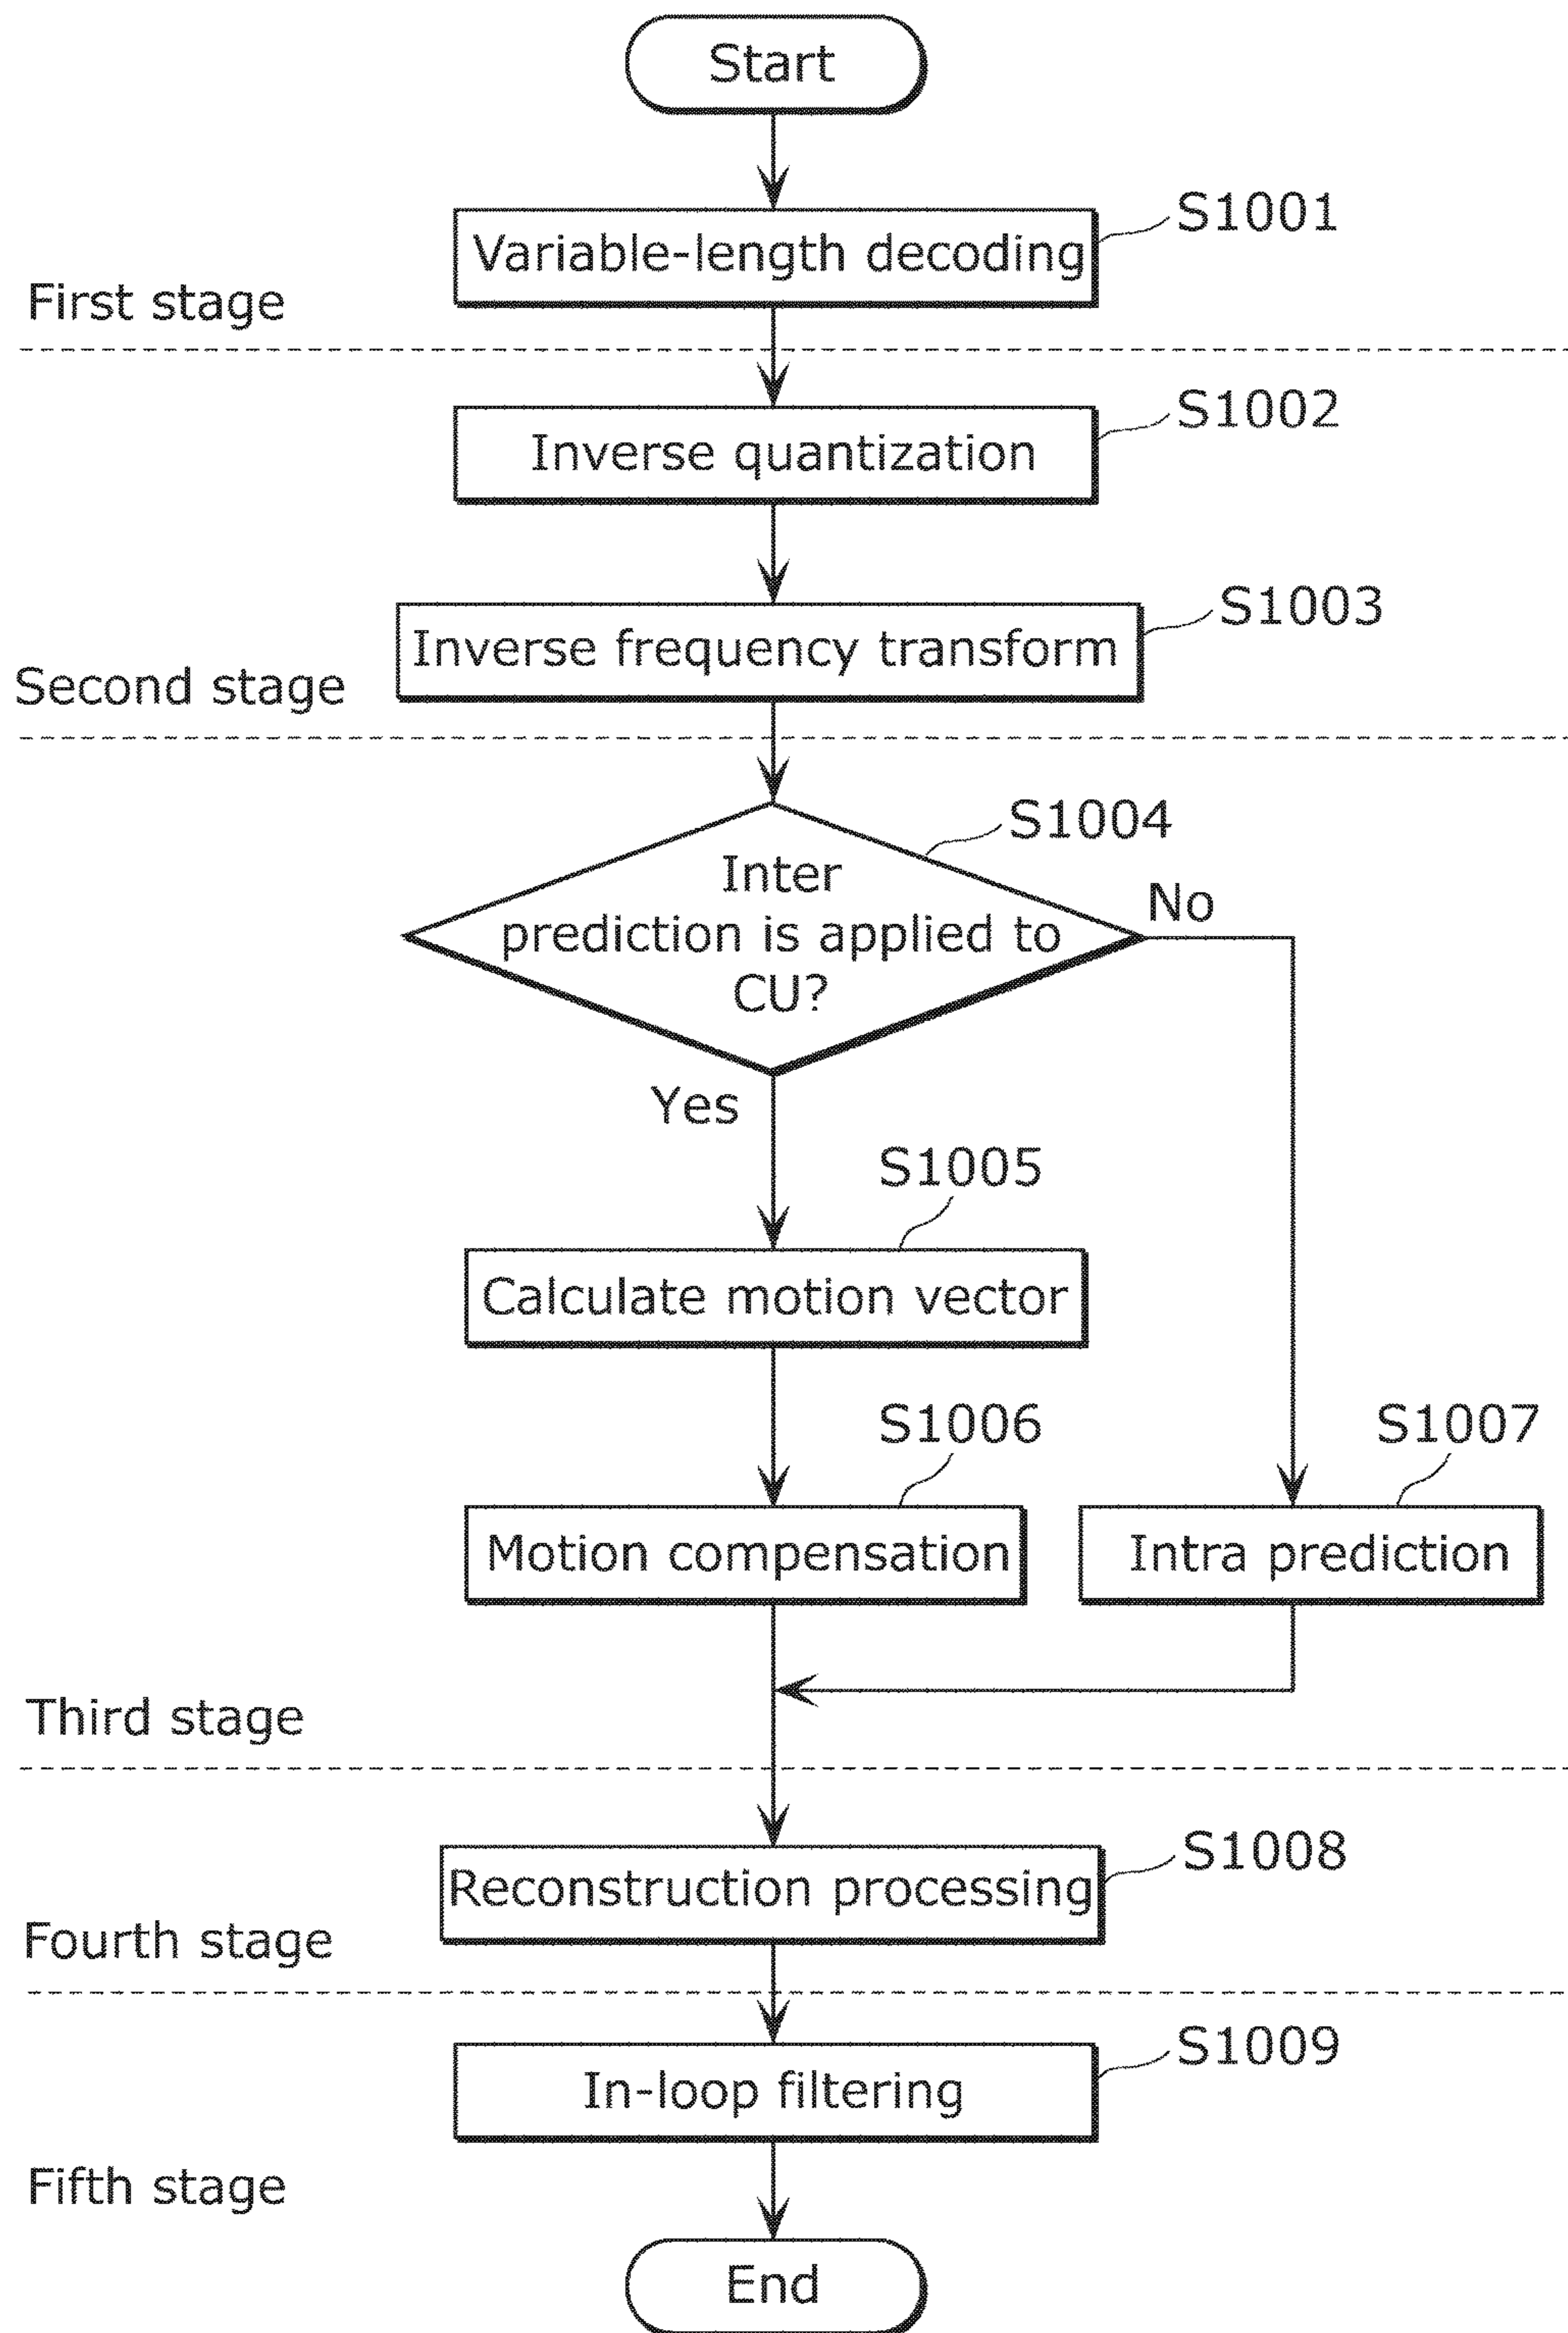 Start
S1001
Variable-length decoding
First stage
S1002
Inverse quantization
S1003
Inverse frequency transform
Second stage
S1004
Inter
prediction is applied to
CU?
No
Yes
S1005
Calculate motion vector
S1006
S1007
Motion compensation
Intra prediction
Third stage
S1008
Reconstruction processing
Fourth stage
S1009
In-loop filtering
Fifth stage
End